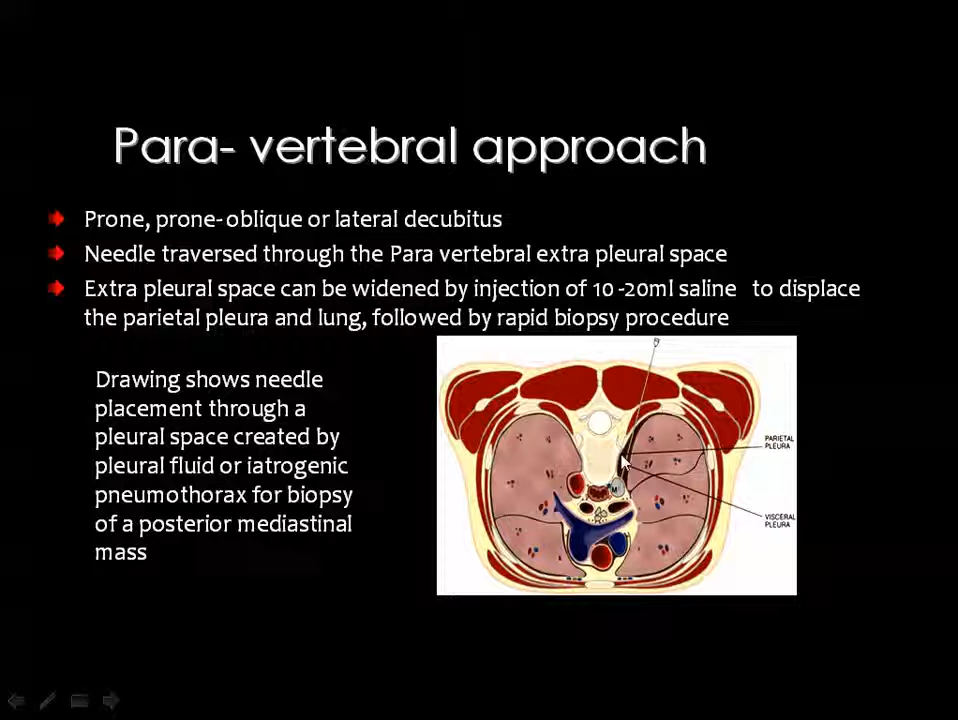 Para- vertebral approach
Prone, prone-oblique or lateral decubitus
Needle traversed through the Para vertebral extra pleural space
Extra pleural space can be widened by injection of 10 -20ml saline to displace
the parietal pleura and lung, followed by rapid biopsy procedure
Drawing shows needle
placement through a
pleural space created by
pleural fluid or iatrogenic
pneumothorax for biopsy
of a posterior mediastinal
mass
PARIETAL
PLEURA
M
VISCERAL
PLEURA